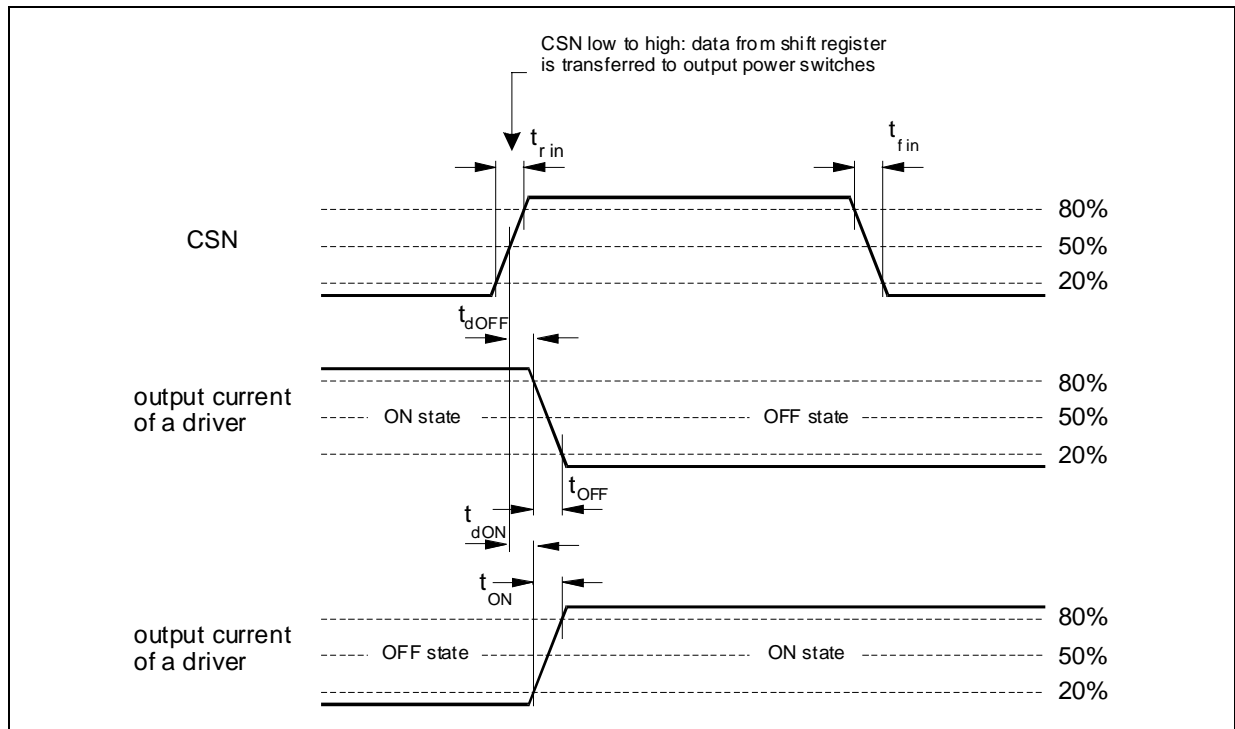 CSN low to high: data from shift register
is transferred to output power switches
t r in
t f in
CSN
80%
50%
20%
t dOFF
output current
of a driver
ON state
OFF state
80%
50%
20%
t OFF
t dON
t ON
output current
of a driver
OFF state
ON state
80%
50%
20%